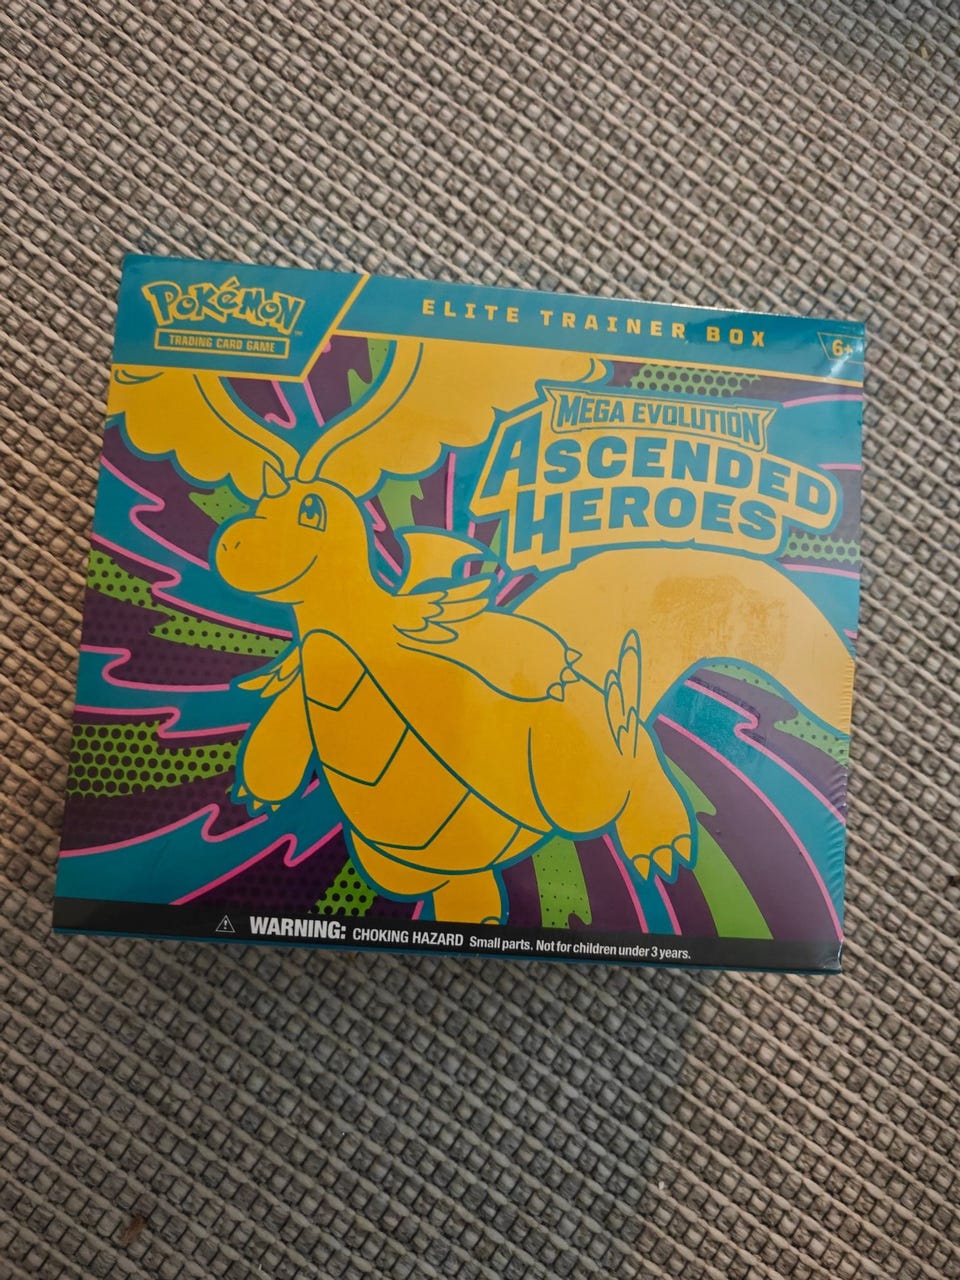 POKéMON
TRADING CARD GAME
ELITE TRAINER BOX
6+
MEGA EVOLUTION
ASCENDED
HEROES
WARNING: CHOKING HAZARD Small parts. Not for children under 3 years.